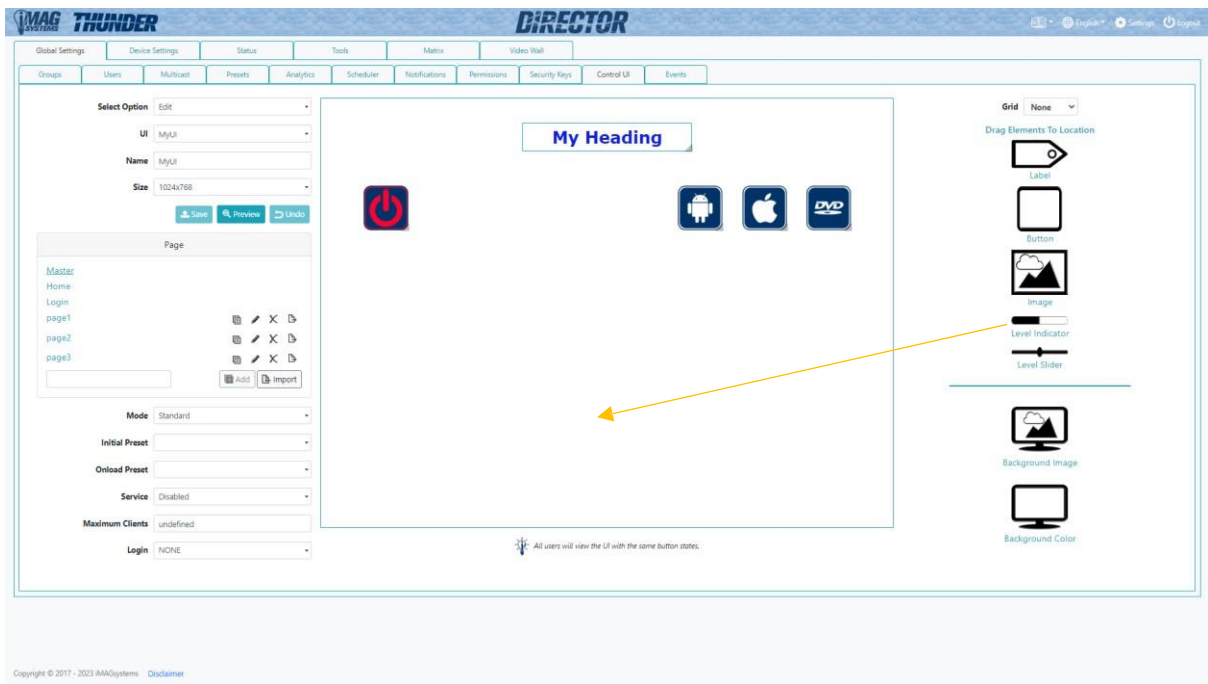 iMAG SYSTEMS THUNDER DiRECTOR English Settings Logout
Global Settings Device Settings Status Tools Matrix Video Wall
Groups Users Multicast Presets Analytics Scheduler Notifications Permissions Security Keys Control UI Events
Select Option Edit
UI MyUI
Name MyUI
Size 1024x768
Save Preview Undo
Page
Master
Home
Login
page1
page2
page3
Add Import
Mode Standard
Initial Preset
Onload Preset
Service Disabled
Maximum Clients undefined
Login NONE
My Heading
DVD
All users will view the UI with the same button states.
Grid None
Drag Elements To Location
Label
Button
Image
Level Indicator
Level Slider
Background Image
Background Color
Copyright © 2017 - 2023 iMAGsystems Disclaimer